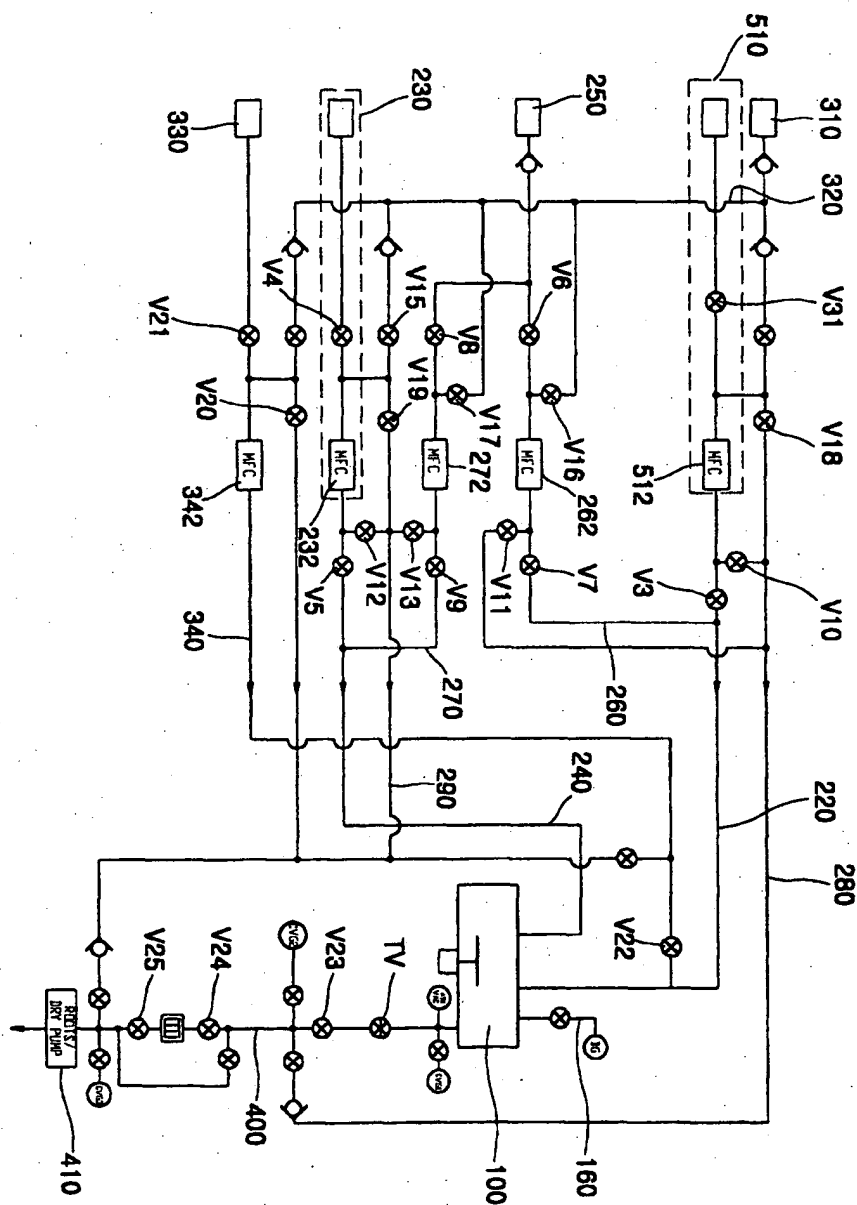 510
310
320
V31
V18
512
V3
V10
220
280
250
V6
V16
MFC
MFC
262
V7
V11
260
V8
V17
MFC
272
V9
V13
270
230
V4
V15
V19
MFC
232
V12
V5
240
290
330
V21
V20
MFC
342
340
V22
BG
160
100
TV
V23
CVG2
400
V24
V25
ROOTS/
DRY PUMP
410